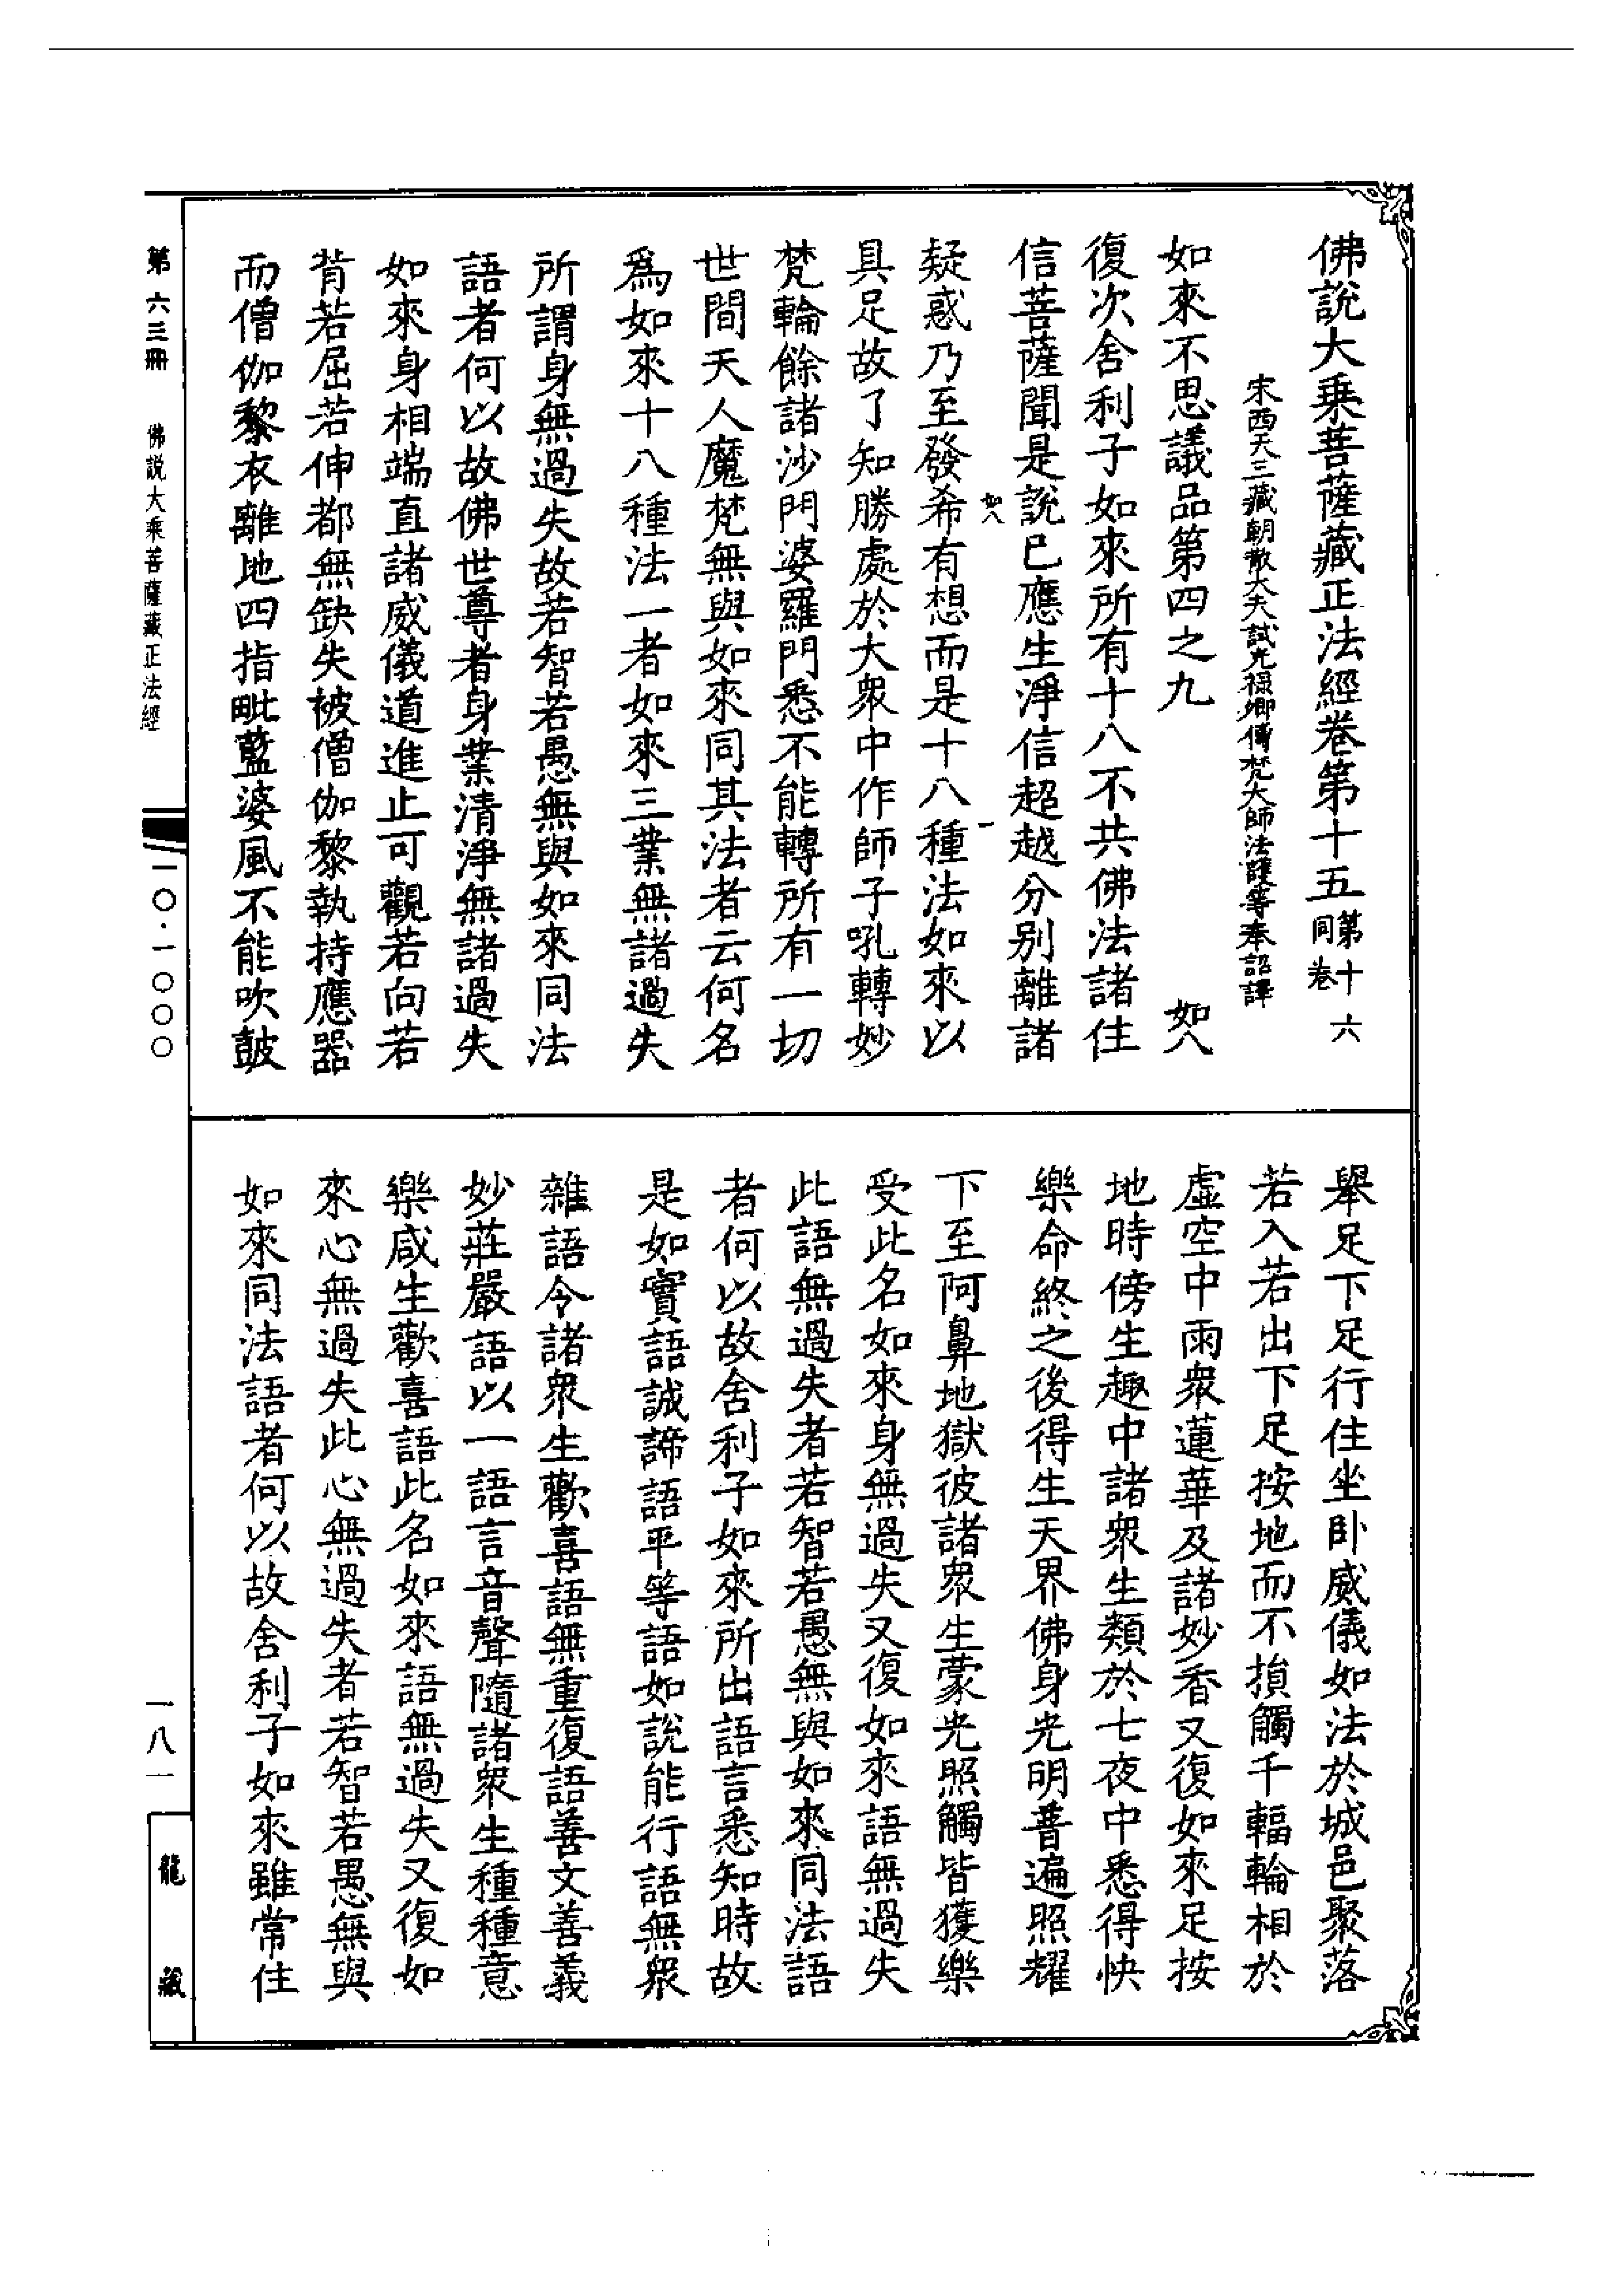 佛說大乘菩薩藏正法經卷第十五 第十六同卷
宋西天三藏朝散大夫試光祿卿傳梵大師法護等奉詔譯
如來不思議品第四之九 如八
復次舍利子如來所有十八不共佛法諸住
信菩薩聞是說已應生淨信超越分別離諸
如八 一
疑惑乃至發希有想而是十八種法如來以
具足故了知勝處於大衆中作師子吼轉妙
梵輪餘諸沙門婆羅門悉不能轉所有一切
世間天人魔梵無與如來同其法者云何名
爲如來十八種法一者如來三業無諸過失
所謂身無過失故若智若愚無與如來同法
語者何以故佛世尊者身業清淨無諸過失
如來身相端直諸威儀道進止可觀若向若
背若屈若伸都無缺失被僧伽黎執持應器
而僧伽黎衣離地四指毗藍婆風不能吹鼓
舉足下足行住坐卧威儀如法於城邑聚落
若入若出下足按地而不損觸千輻輪相於
虛空中雨衆蓮華及諸妙香又復如來足按
地時傍生趣中諸衆生類於七夜中悉得快
樂命終之後得生天界佛身光明普遍照耀
下至阿鼻地獄彼諸衆生蒙光照觸皆獲樂
受此名如來身無過失又復如來語無過失
此語無過失者若智若愚無與如來同法語
者何以故舍利子如來所出語言悉知時故
是如實語誠諦語平等語如說能行語無衆
雜語令諸衆生歡喜語無重復語善文善義
妙莊嚴語以一語言音聲隨諸衆生種種意
樂咸生歡喜語此名如來語無過失又復如
來心無過失此心無過失者若智若愚無與
如來同法語者何以故舍利子如來雖常住
第六三冊 佛說大乘菩薩藏正法經 一〇·一〇〇〇
一八一
龍藏